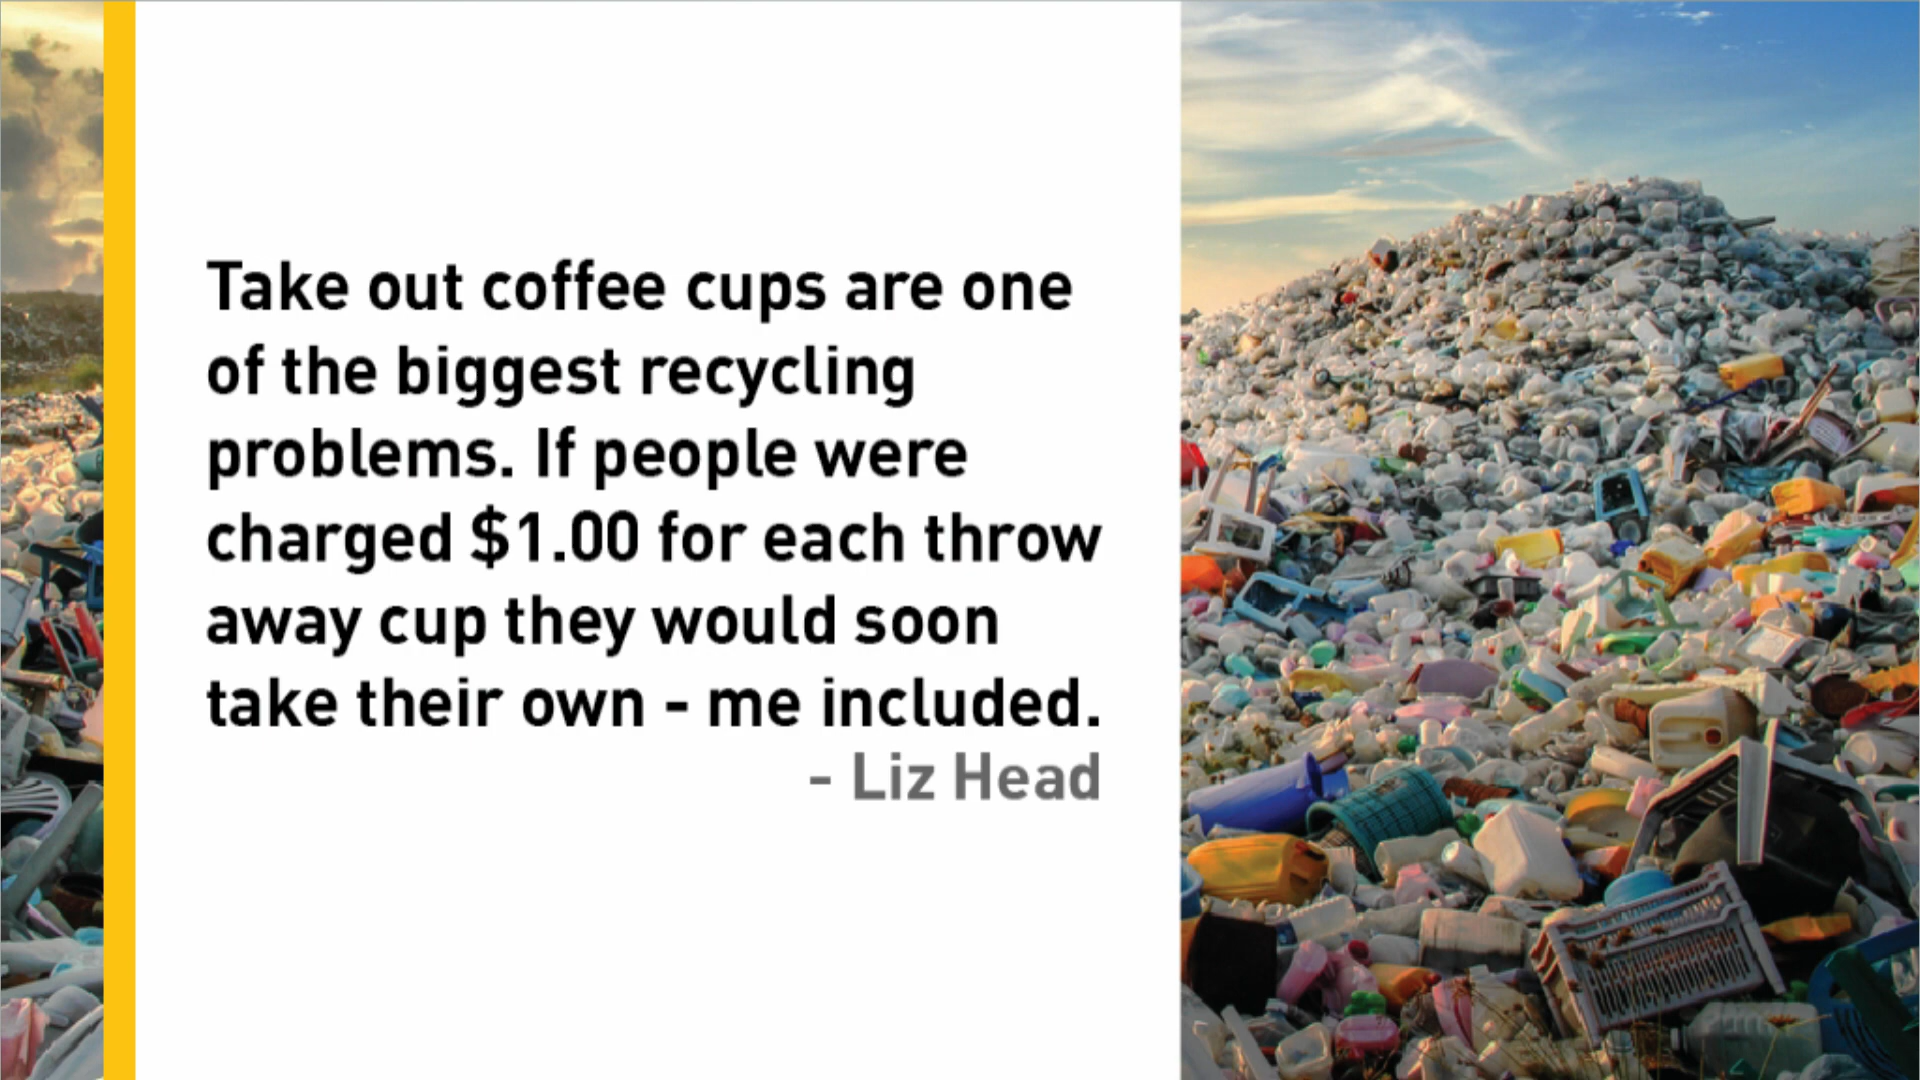 Take out coffee cups are one
of the biggest recycling
problems. If people were
charged $1.00 for each throw
away cup they would soon
take their own - me included.
- Liz Head